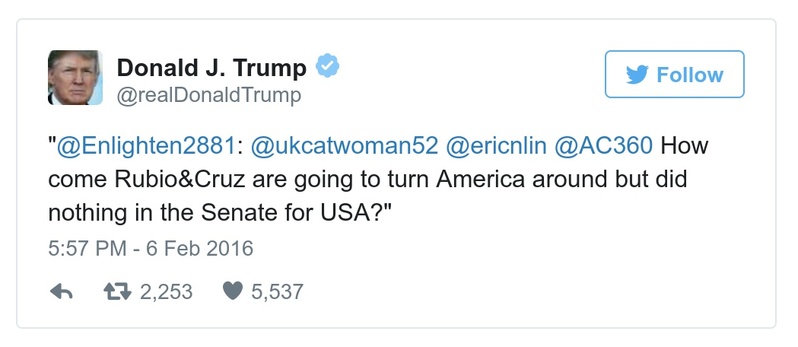 Donald J. Trump
Follow
@realDonaldTrump
"@Enlighten2881: @ukcatwoman52 @ericnlin @AC360 How
come Rubio&Cruz are going to turn America around but did
nothing in the Senate for USA?"
5:57 PM - 6 Feb 2016
2,253 5,537